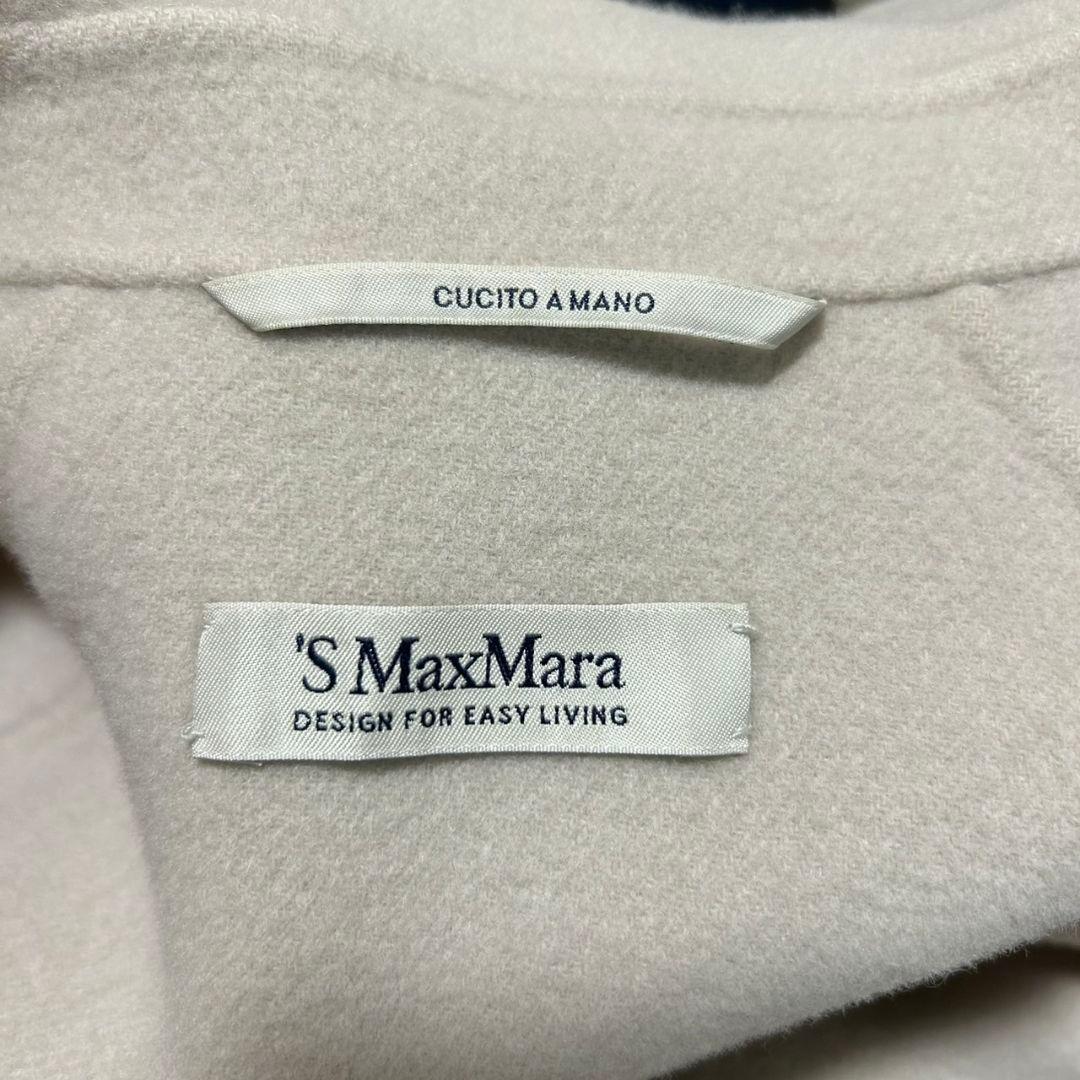 CUCITO A MANO
'S MaxMara
DESIGN FOR EASY LIVING